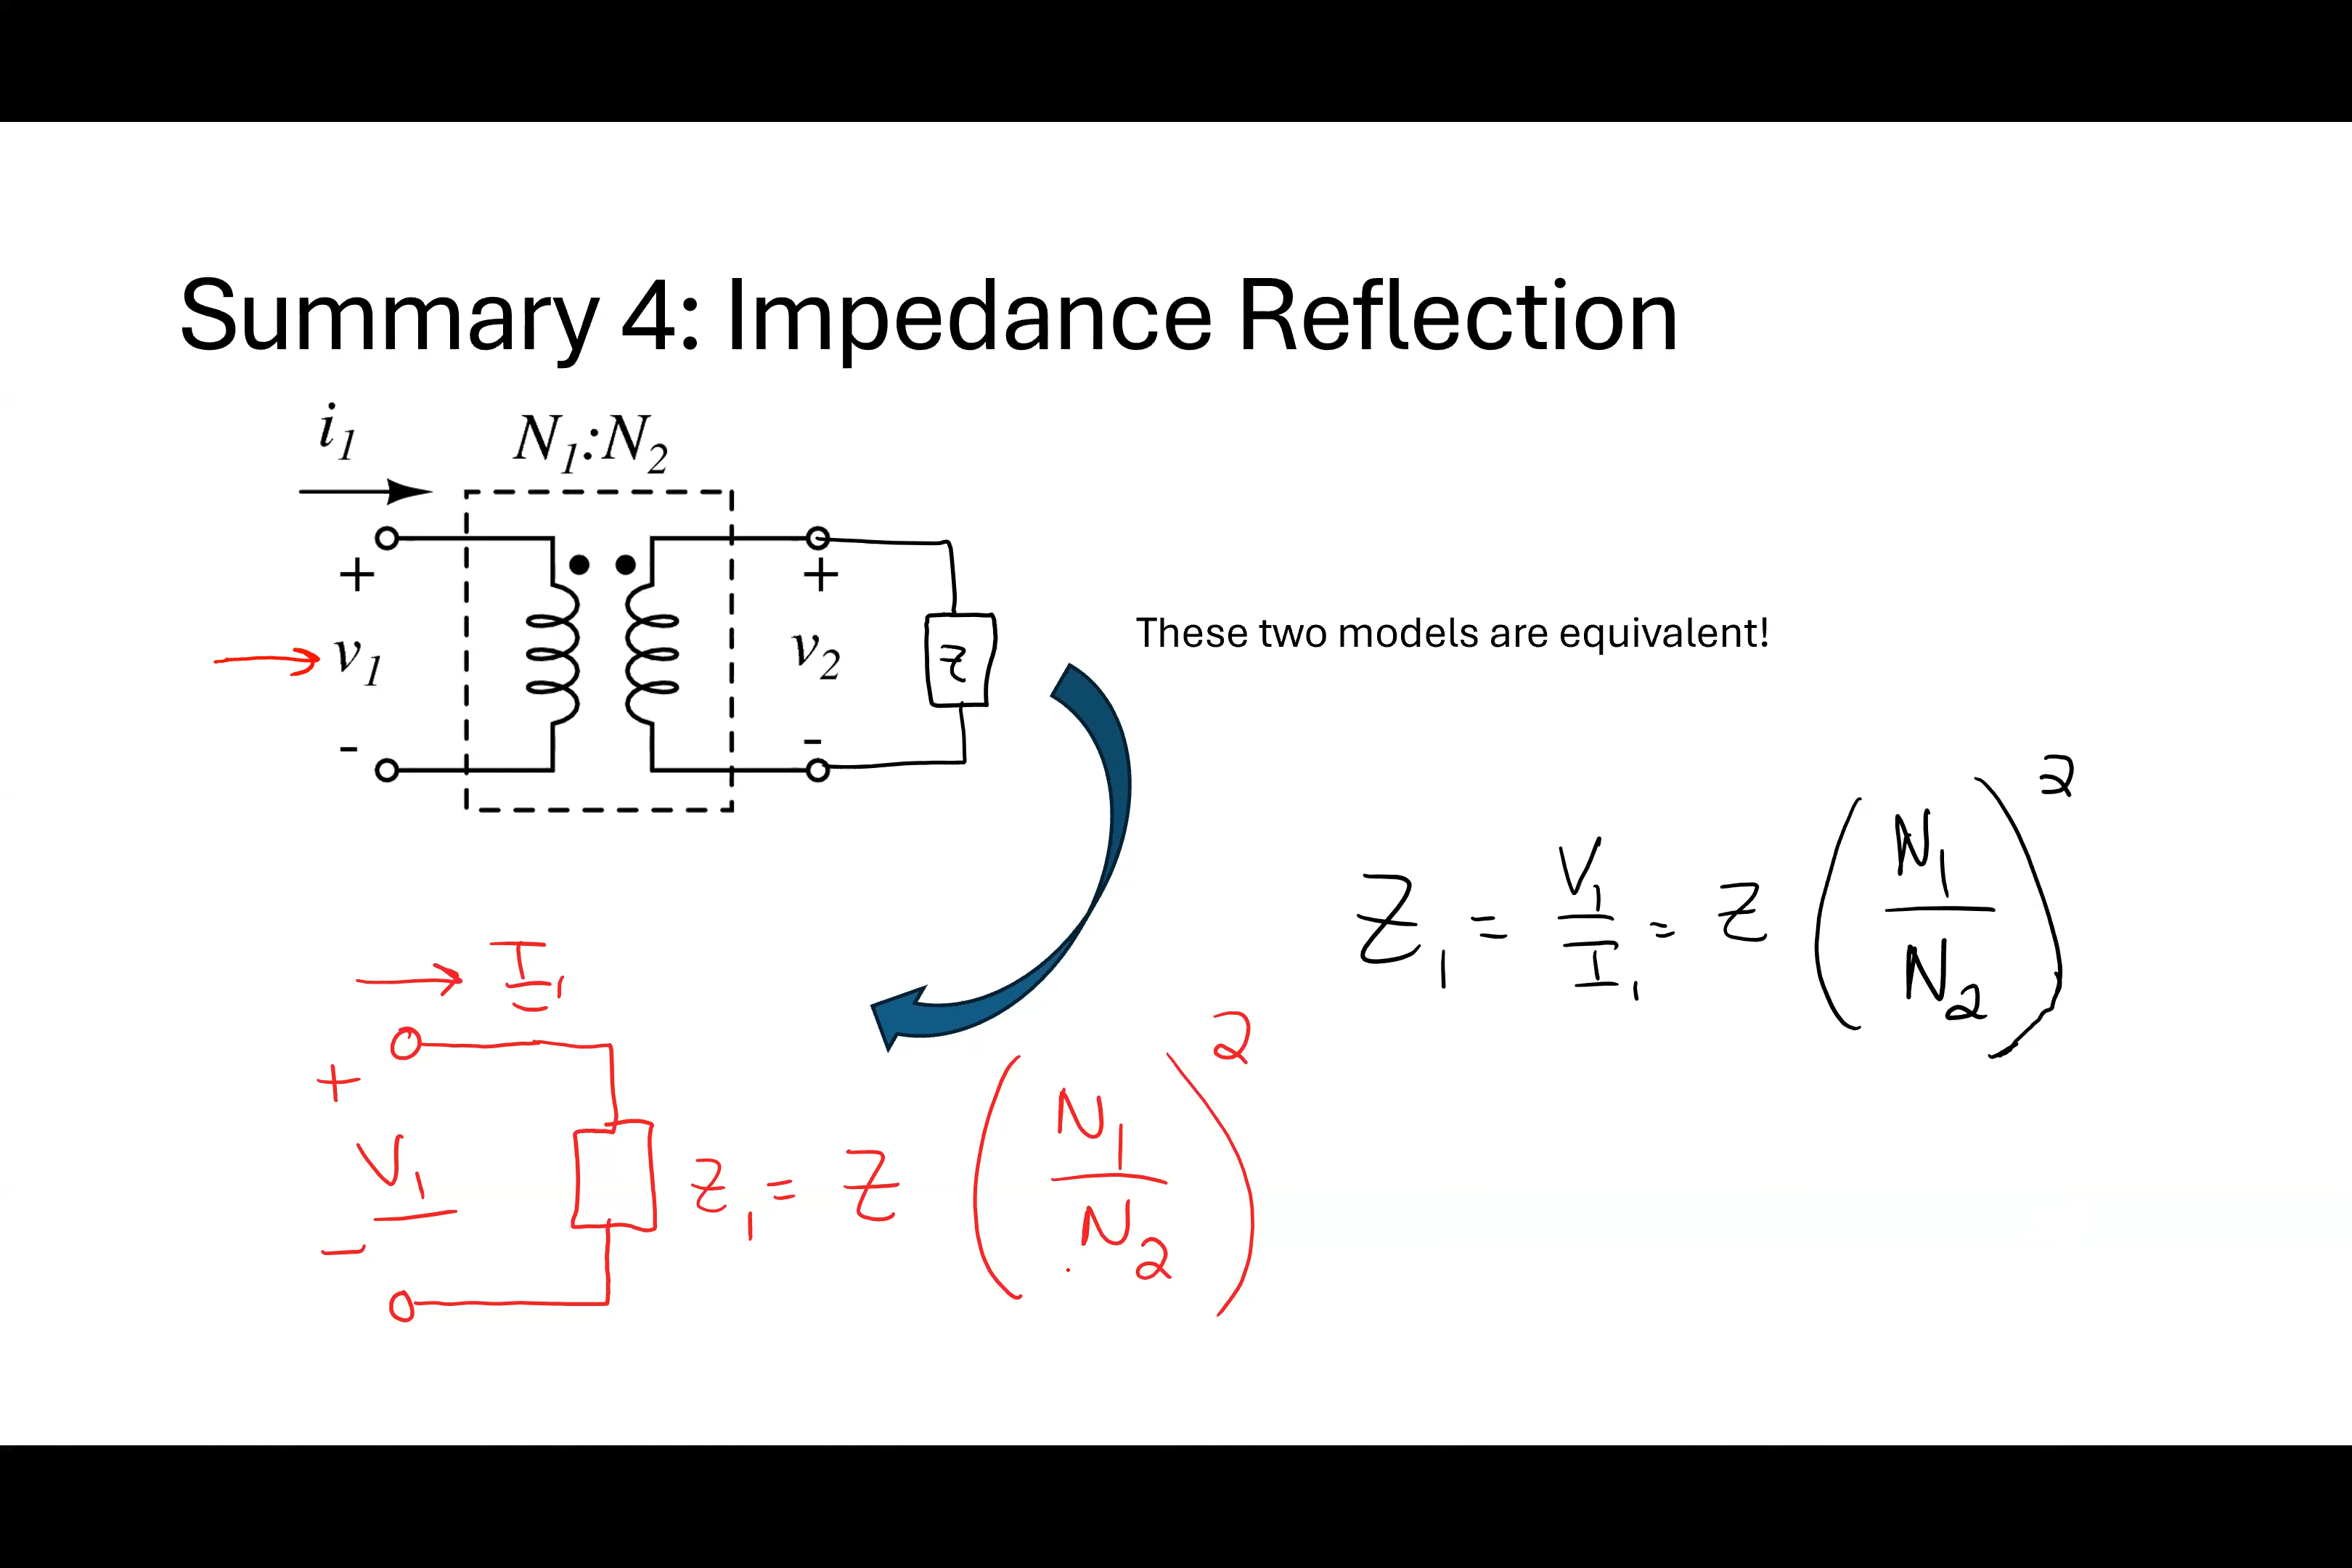 Summary 4: Impedance Reflection
i₁
N₁:N₂
+ +
v₁ v₂ Z
- -
These two models are equivalent!
Z₁ = V₁/I₁ = Z (N₁/N₂)²
I₁
+
V₁
-
Z₁ = Z (N₁/N₂)²